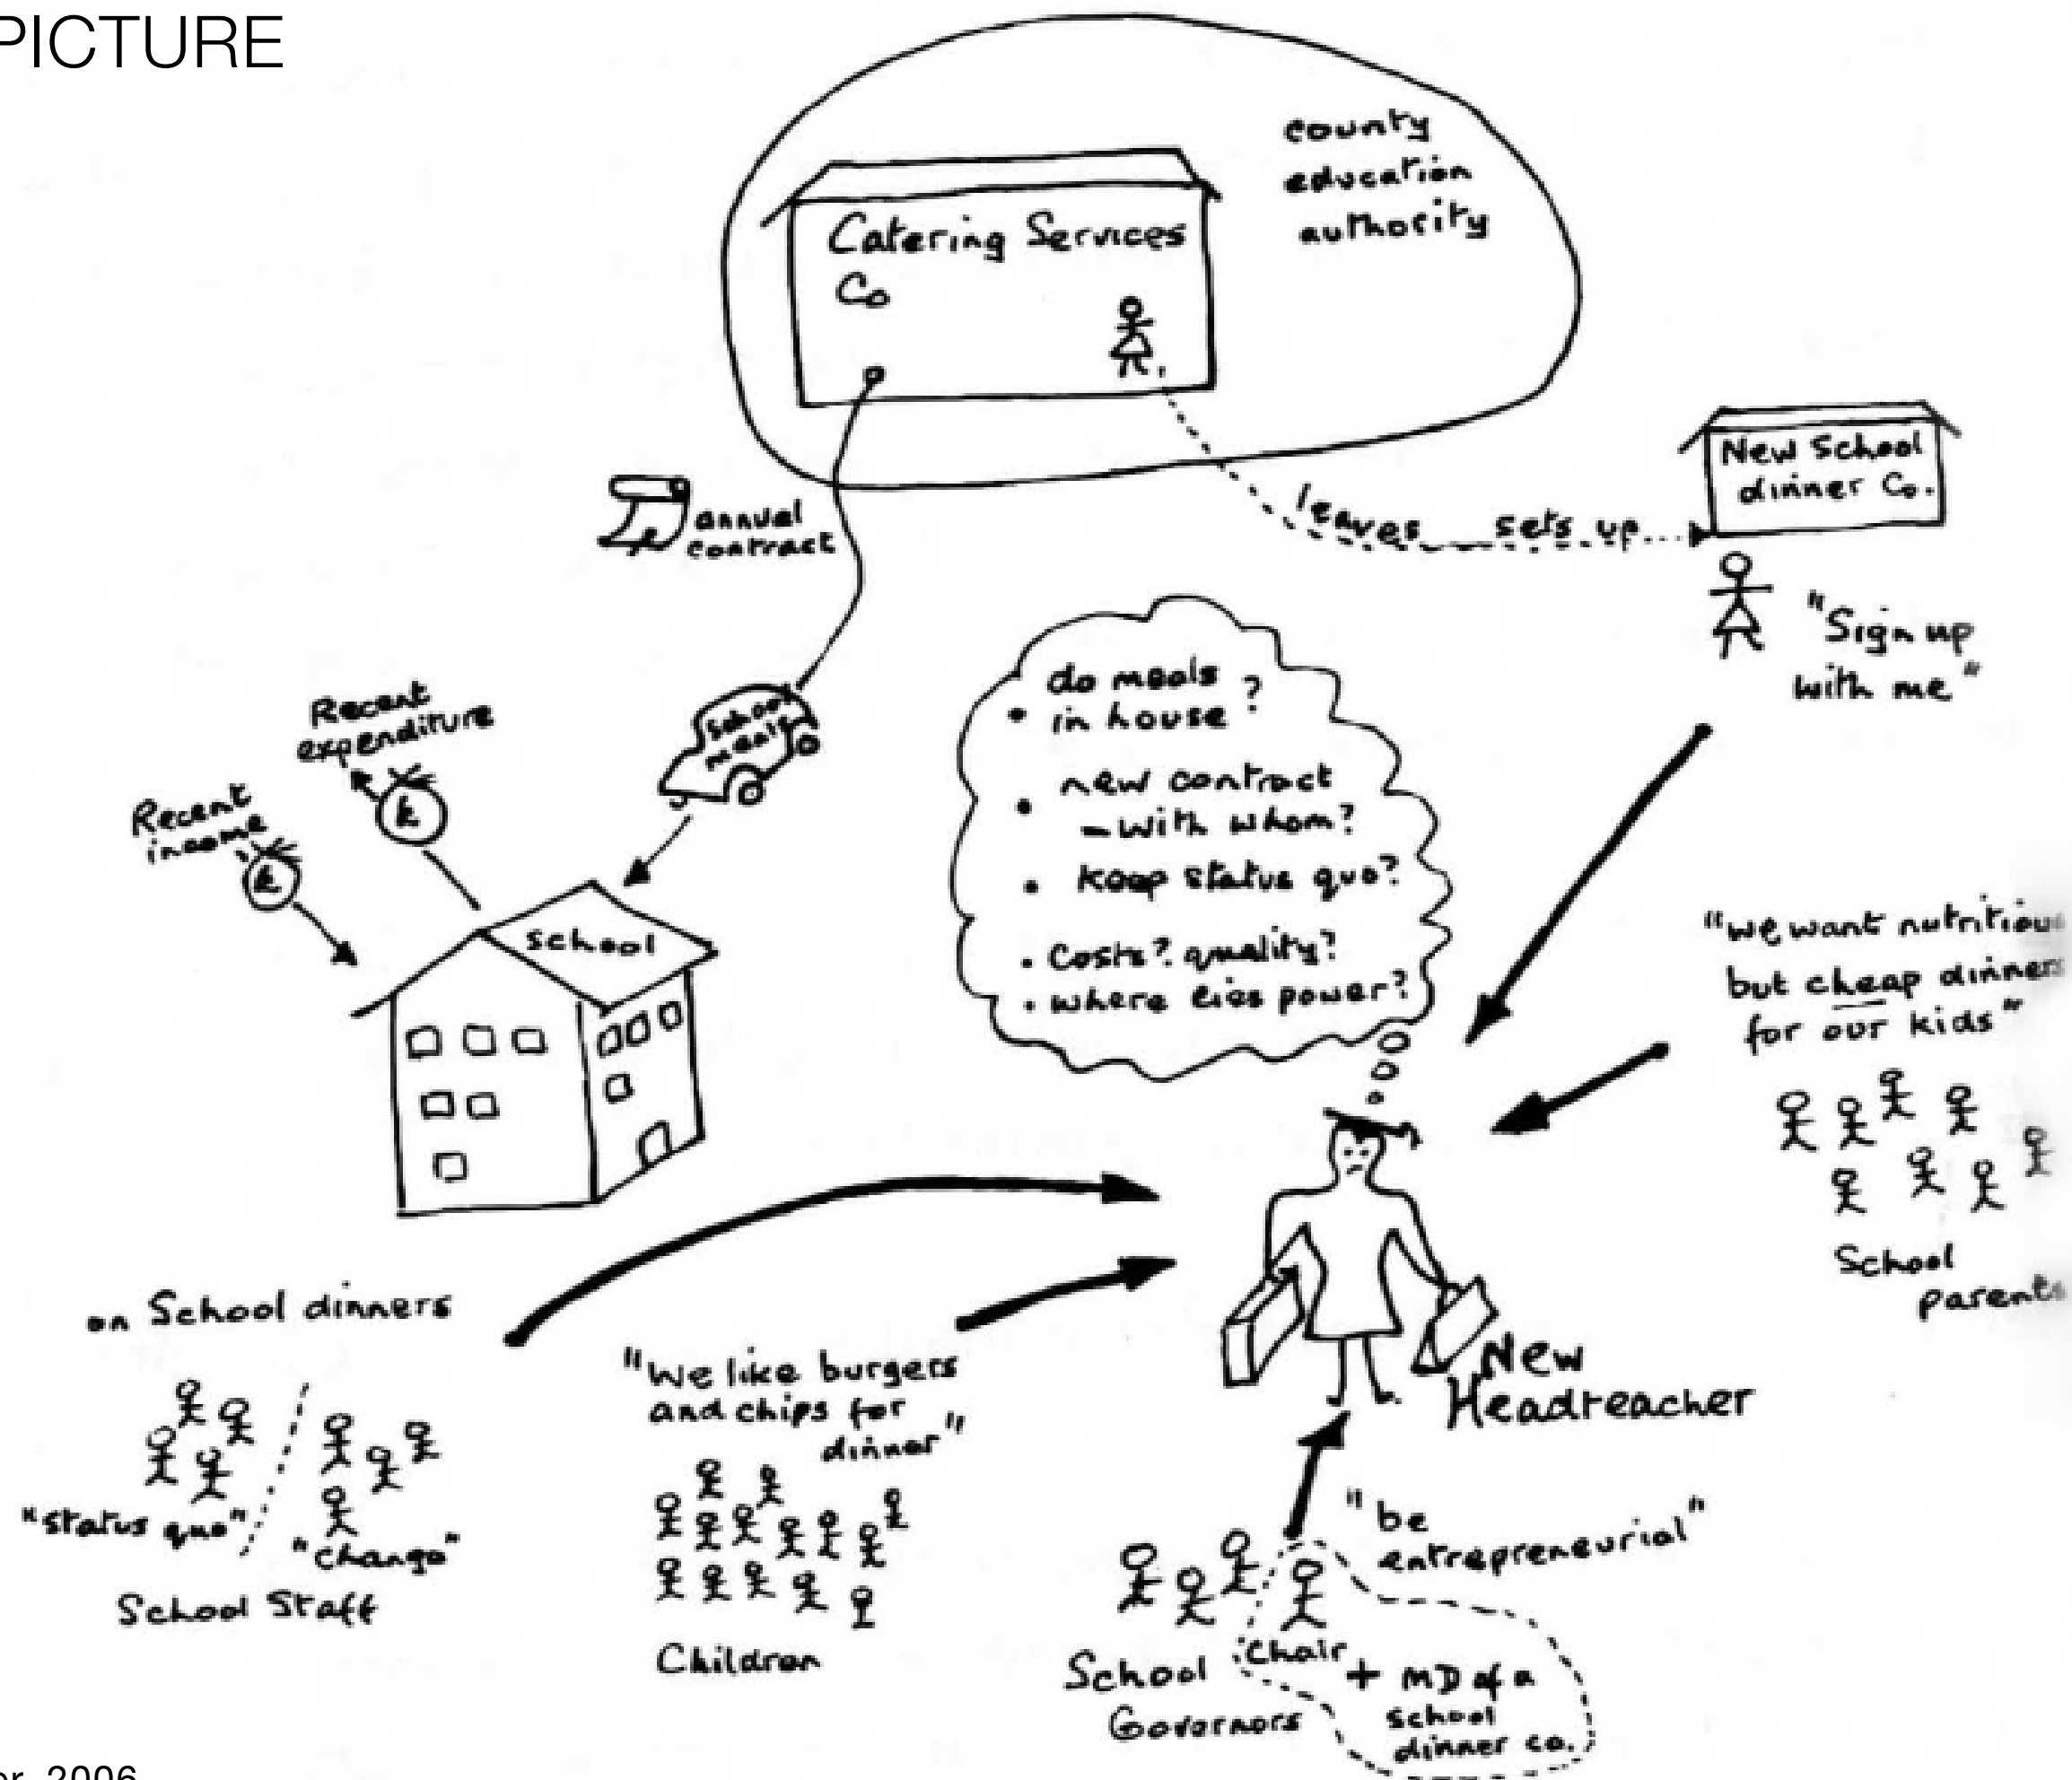 PICTURE
county
education
authority
Catering Services
Co
annual
contract
leaves sets up
New School
dinner Co.
"Sign up
with me"
School
meals
Recent
expenditure
£
Recent
income
£
School
• do meals
in house ?
• new contract
- with whom?
• keep status quo?
• Costs? quality?
• where lies power?
"we want nutritious
but cheap dinners
for our kids"
School
parents
New
Headteacher
on School dinners
"status quo"
"change"
School Staff
"We like burgers
and chips for
dinner"
Children
"be
entrepreneurial"
School
Governors
Chair
+ MD of a
school
dinner co.
2006